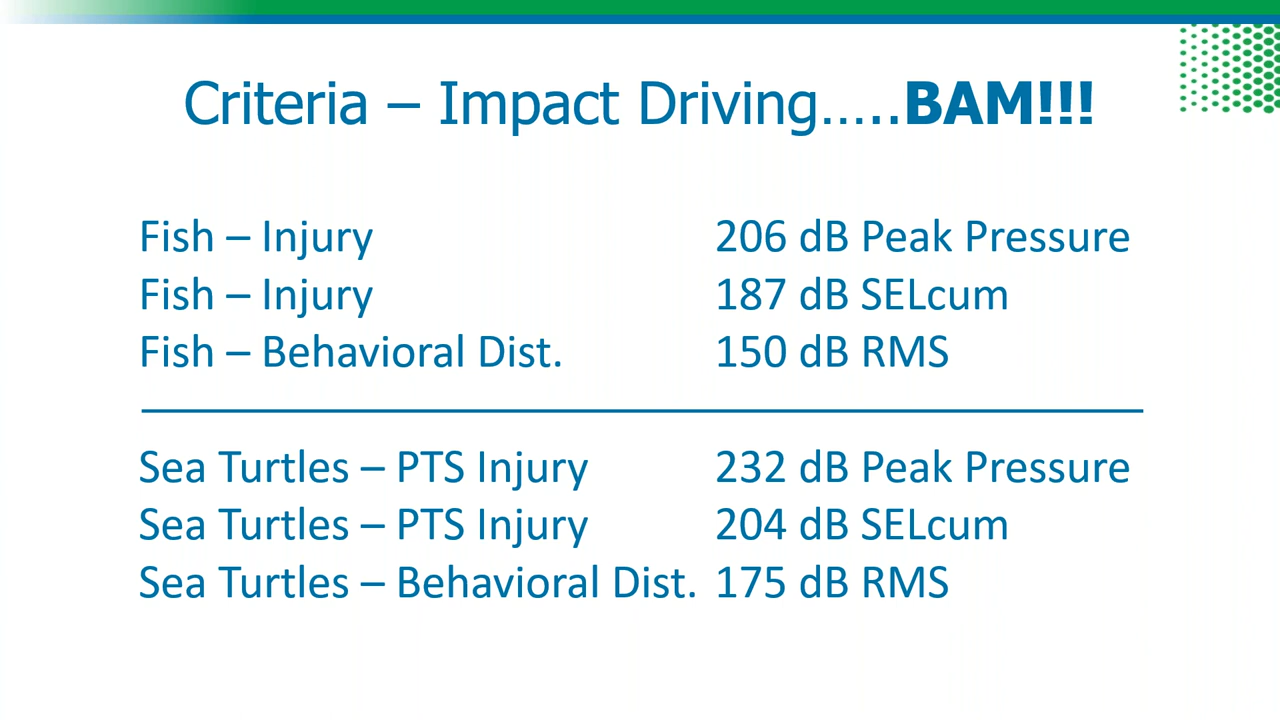 Criteria – Impact Driving…..BAM!!!
Fish – Injury 206 dB Peak Pressure
Fish – Injury 187 dB SELcum
Fish – Behavioral Dist. 150 dB RMS
Sea Turtles – PTS Injury 232 dB Peak Pressure
Sea Turtles – PTS Injury 204 dB SELcum
Sea Turtles – Behavioral Dist. 175 dB RMS